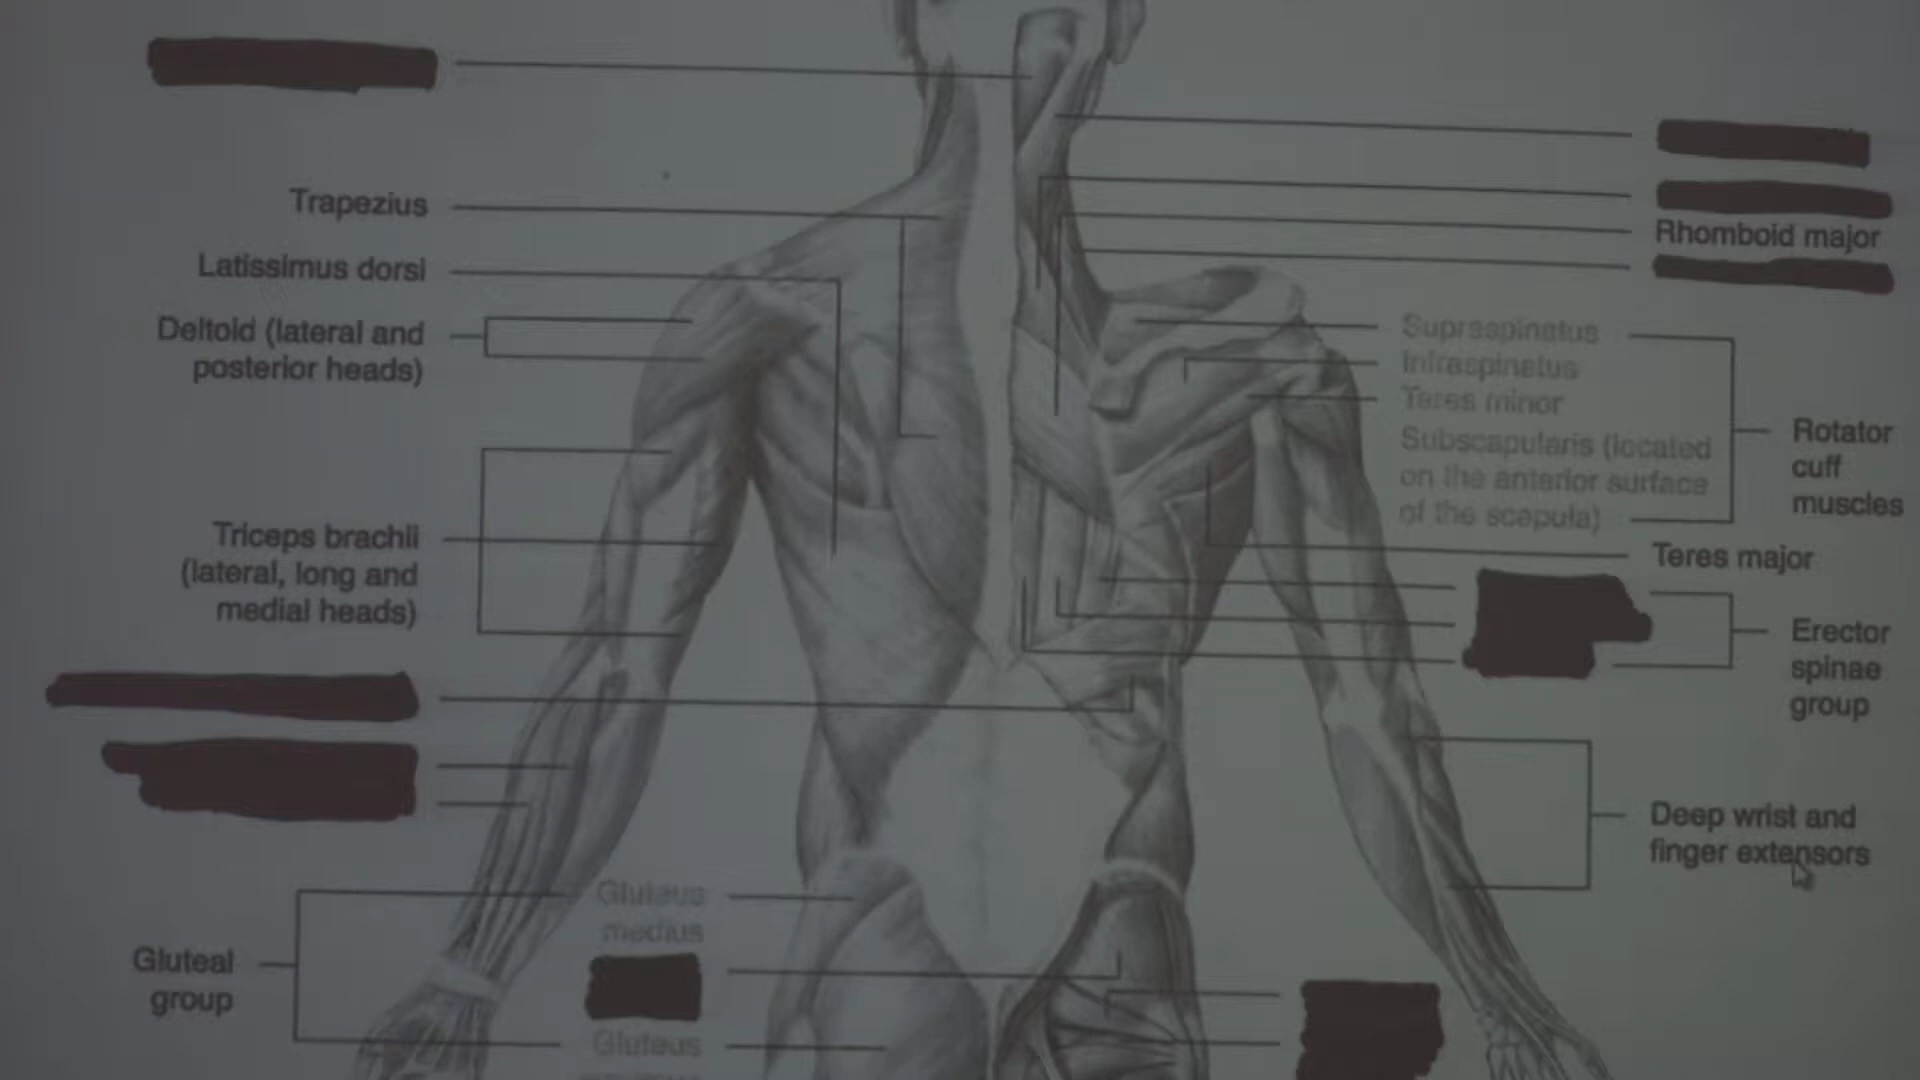 Trapezius
Latissimus dorsi
Deltoid (lateral and
posterior heads)
Triceps brachii
(lateral, long and
medial heads)
Gluteal
group
Gluteus
medius
Gluteus
Rhomboid major
Supraspinatus
Infraspinatus
Teres minor
Subscapularis (located
on the anterior surface
of the scapula)
Rotator
cuff
muscles
Teres major
Erector
spinae
group
Deep wrist and
finger extensors